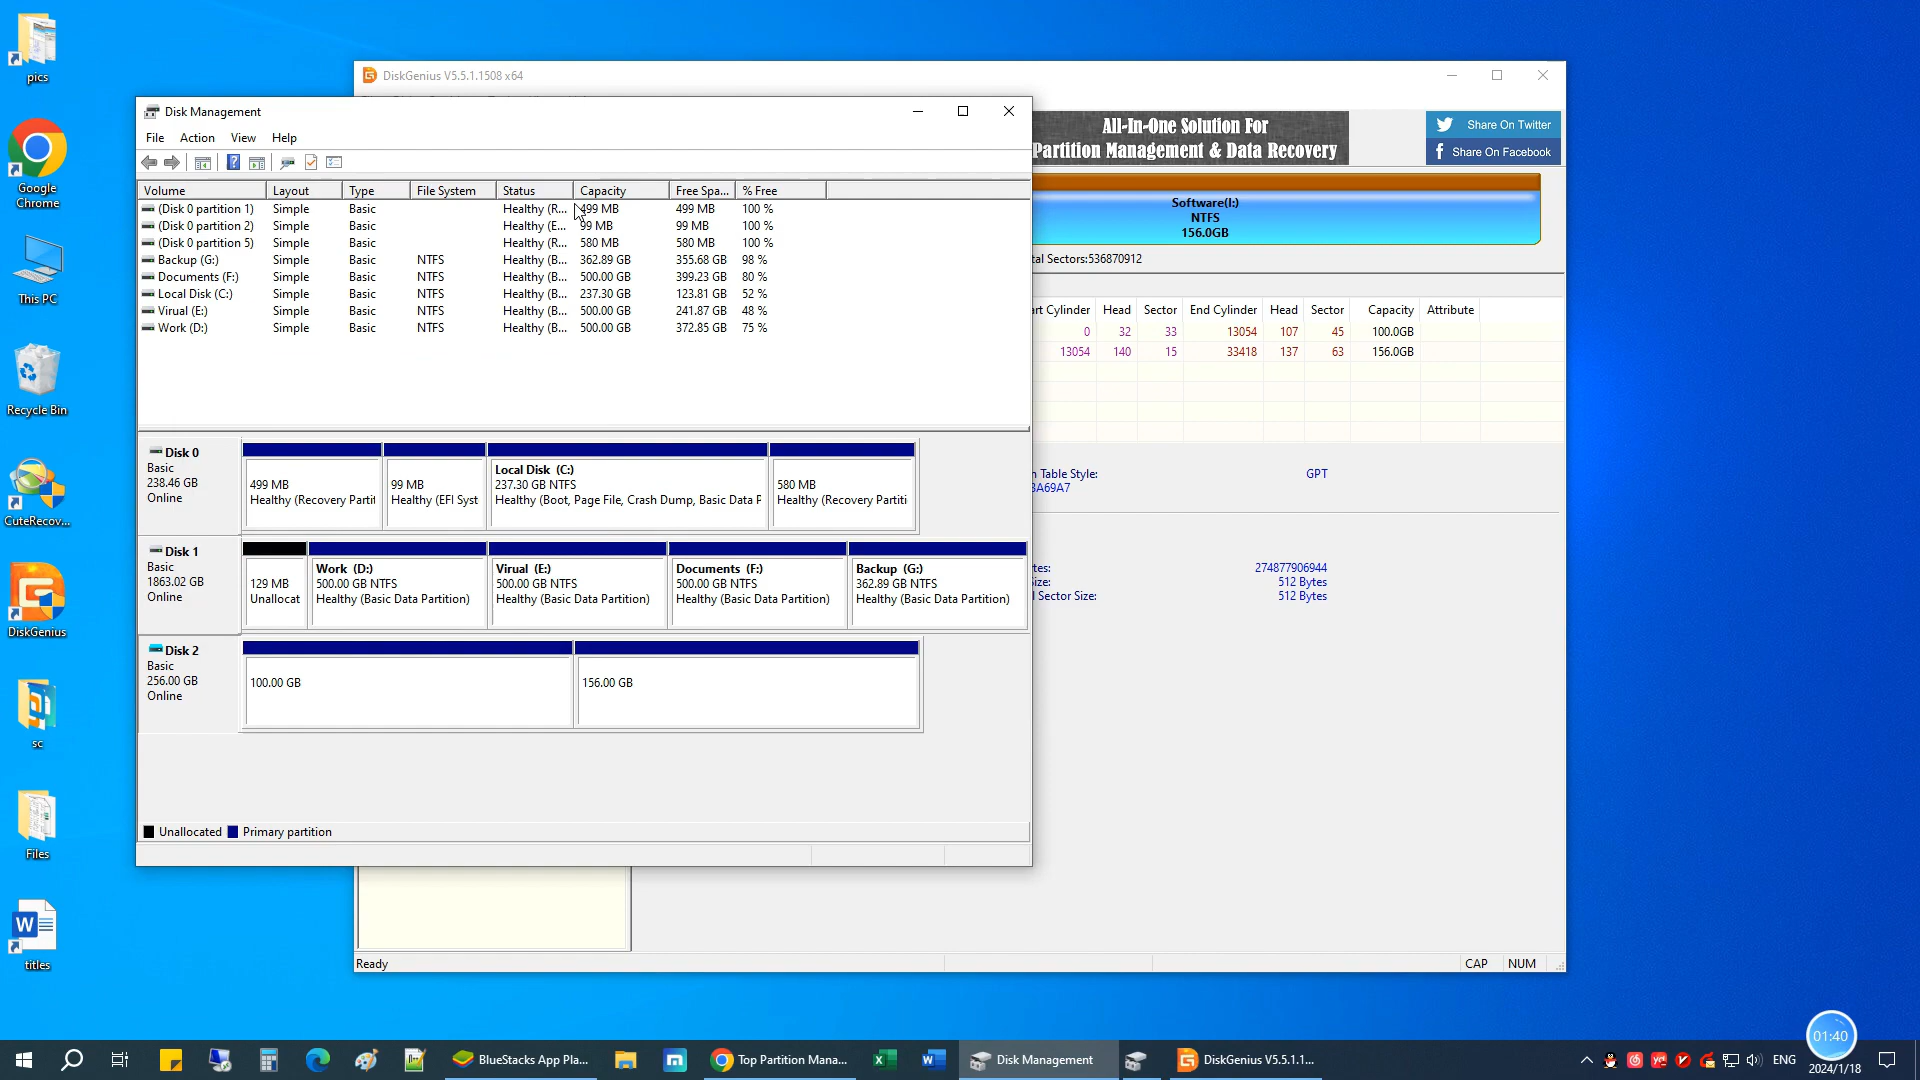 pics
Google Chrome
This PC
Recycle Bin
CuteRecov...
DiskGenius
sc
Files
titles
DiskGenius V5.5.1.1508 x64
All-In-One Solution For
Partition Management & Data Recovery
Share On Twitter
Share On Facebook
Software(I:)
NTFS
156.0GB
tal Sectors:536870912
rt Cylinder Head Sector End Cylinder Head Sector Capacity Attribute
0 32 33 13054 107 45 100.0GB
13054 140 15 33418 137 63 156.0GB
n Table Style: GPT
3A69A7
tes: 274877906944
ize: 512 Bytes
l Sector Size: 512 Bytes
Ready
CAP NUM
Disk Management
File Action View Help
Volume Layout Type File System Status Capacity Free Spa... % Free
(Disk 0 partition 1) Simple Basic Healthy (R... 499 MB 499 MB 100 %
(Disk 0 partition 2) Simple Basic Healthy (E... 99 MB 99 MB 100 %
(Disk 0 partition 5) Simple Basic Healthy (R... 580 MB 580 MB 100 %
Backup (G:) Simple Basic NTFS Healthy (B... 362.89 GB 355.68 GB 98 %
Documents (F:) Simple Basic NTFS Healthy (B... 500.00 GB 399.23 GB 80 %
Local Disk (C:) Simple Basic NTFS Healthy (B... 237.30 GB 123.81 GB 52 %
Virual (E:) Simple Basic NTFS Healthy (B... 500.00 GB 241.87 GB 48 %
Work (D:) Simple Basic NTFS Healthy (B... 500.00 GB 372.85 GB 75 %
Disk 0
Basic
238.46 GB
Online
499 MB
Healthy (Recovery Partit
99 MB
Healthy (EFI Syst
Local Disk (C:)
237.30 GB NTFS
Healthy (Boot, Page File, Crash Dump, Basic Data P
580 MB
Healthy (Recovery Partiti
Disk 1
Basic
1863.02 GB
Online
129 MB
Unallocat
Work (D:)
500.00 GB NTFS
Healthy (Basic Data Partition)
Virual (E:)
500.00 GB NTFS
Healthy (Basic Data Partition)
Documents (F:)
500.00 GB NTFS
Healthy (Basic Data Partition)
Backup (G:)
362.89 GB NTFS
Healthy (Basic Data Partition)
Disk 2
Basic
256.00 GB
Online
100.00 GB
156.00 GB
Unallocated Primary partition
BlueStacks App Pla...
Top Partition Mana...
Disk Management
DiskGenius V5.5.1.1...
ENG
01:40
2024/1/18